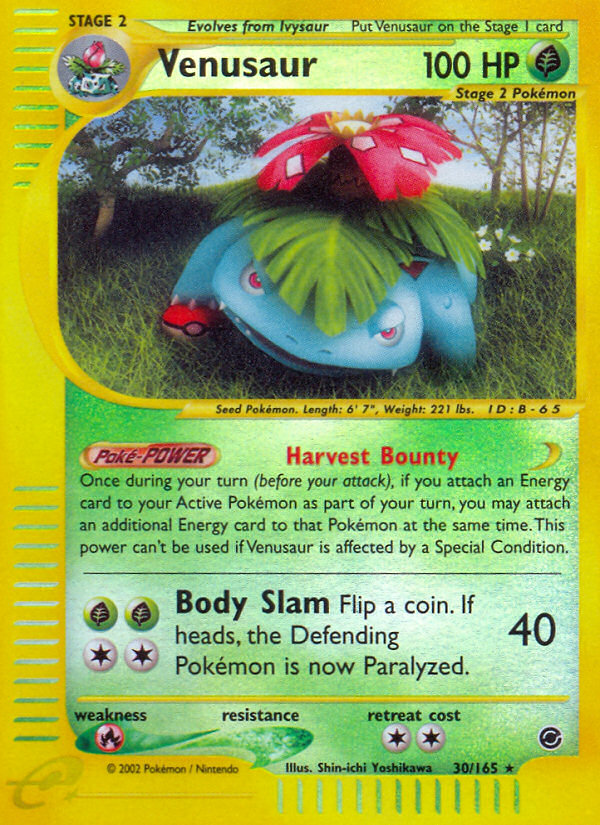 STAGE 2
Evolves from Ivysaur Put Venusaur on the Stage 1 card
Venusaur 100 HP
Stage 2 Pokémon
Seed Pokémon. Length: 6' 7", Weight: 221 lbs. ID:B-65
Poké-POWER Harvest Bounty
Once during your turn (before your attack), if you attach an Energy
card to your Active Pokémon as part of your turn, you may attach
an additional Energy card to that Pokémon at the same time. This
power can't be used if Venusaur is affected by a Special Condition.
Body Slam Flip a coin. If
heads, the Defending 40
Pokémon is now Paralyzed.
weakness resistance retreat cost
© 2002 Pokémon / Nintendo Illus. Shin-ichi Yoshikawa 30/165 ★
e